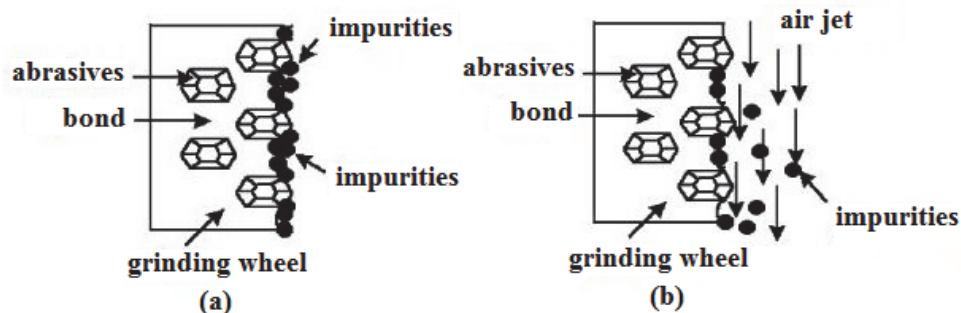 impurities
abrasives
bond
impurities
grinding wheel
(a)
air jet
abrasives
bond
impurities
grinding wheel
(b)